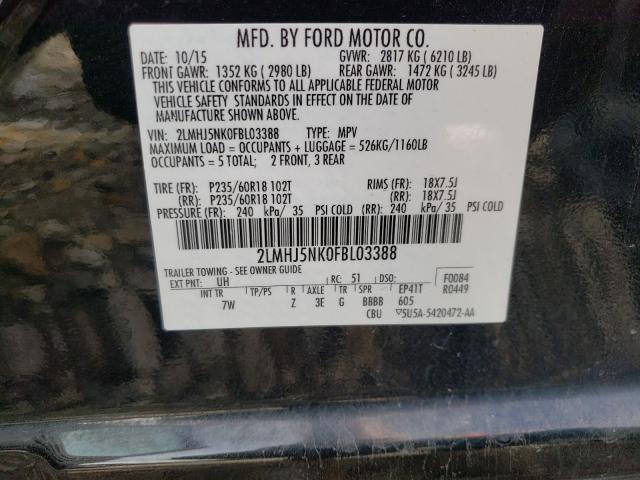 MFD. BY FORD MOTOR CO.
DATE: 10/15 GVWR: 2817 KG ( 6210 LB)
FRONT GAWR: 1352 KG ( 2980 LB) REAR GAWR: 1472 KG ( 3245 LB)
THIS VEHICLE CONFORMS TO ALL APPLICABLE FEDERAL MOTOR
VEHICLE SAFETY STANDARDS IN EFFECT ON THE DATE OF
MANUFACTURE SHOWN ABOVE.
VIN: 2LMHJ5NK0FBL03388 TYPE: MPV
MAXIMUM LOAD = OCCUPANTS + LUGGAGE = 526KG/1160LB
OCCUPANTS = 5 TOTAL; 2 FRONT, 3 REAR
TIRE (FR): P235/60R18 102T RIMS (FR): 18X7.5J
(RR): P235/60R18 102T (RR): 18X7.5J
PRESSURE (FR): 240 kPa/ 35 PSI COLD (RR): 240 kPa/ 35 PSI COLD
2LMHJ5NK0FBL03388
TRAILER TOWING - SEE OWNER GUIDE
EXT PNT: UH RC: 51 DSO: F0084
INT TR TP/PS R AXLE TR SPR EP41T R0449
7W Z 3E G BBBB 605
CBU ▽5U5A-5420472-AA